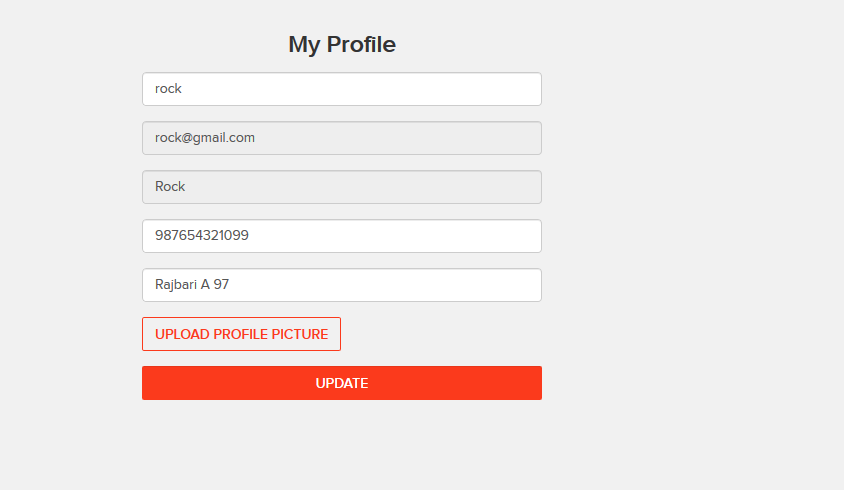 My Profile
rock
rock@gmail.com
Rock
987654321099
Rajbari A 97
UPLOAD PROFILE PICTURE
UPDATE